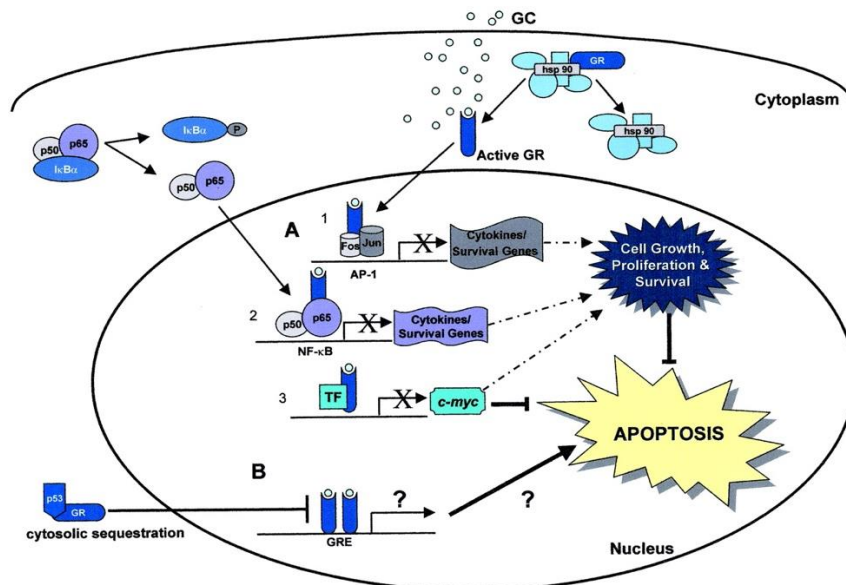 GC
hsp 90
GR
Cytoplasm
hsp 90
Active GR
p50
p65
IκBα
IκBα
P
p50
p65
A
1
Fos
Jun
AP-1
X
Cytokines/
Survival Genes
Cell Growth,
Proliferation &
Survival
2
p50
p65
NF-κB
X
Cytokines/
Survival Genes
3
TF
X
c-myc
APOPTOSIS
B
p53
GR
cytosolic sequestration
GRE
?
?
Nucleus